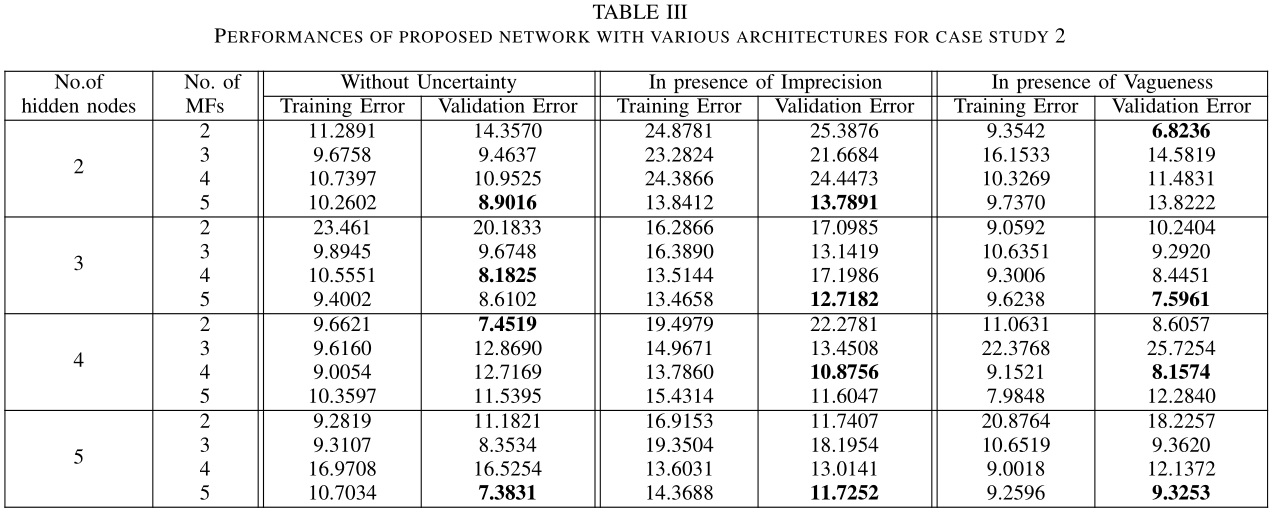 TABLE III
PERFORMANCES OF PROPOSED NETWORK WITH VARIOUS ARCHITECTURES FOR CASE STUDY 2
No.of hidden nodes No. of MFs Without Uncertainty In presence of Imprecision In presence of Vagueness
Training Error Validation Error Training Error Validation Error Training Error Validation Error
2 2 11.2891 14.3570 24.8781 25.3876 9.3542 6.8236
3 9.6758 9.4637 23.2824 21.6684 16.1533 14.5819
4 10.7397 10.9525 24.3866 24.4473 10.3269 11.4831
5 10.2602 8.9016 13.8412 13.7891 9.7370 13.8222
3 2 23.461 20.1833 16.2866 17.0985 9.0592 10.2404
3 9.8945 9.6748 16.3890 13.1419 10.6351 9.2920
4 10.5551 8.1825 13.5144 17.1986 9.3006 8.4451
5 9.4002 8.6102 13.4658 12.7182 9.6238 7.5961
4 2 9.6621 7.4519 19.4979 22.2781 11.0631 8.6057
3 9.6160 12.8690 14.9671 13.4508 22.3768 25.7254
4 9.0054 12.7169 13.7860 10.8756 9.1521 8.1574
5 10.3597 11.5395 15.4314 11.6047 7.9848 12.2840
5 2 9.2819 11.1821 16.9153 11.7407 20.8764 18.2257
3 9.3107 8.3534 19.3504 18.1954 10.6519 9.3620
4 16.9708 16.5254 13.6031 13.0141 9.0018 12.1372
5 10.7034 7.3831 14.3688 11.7252 9.2596 9.3253